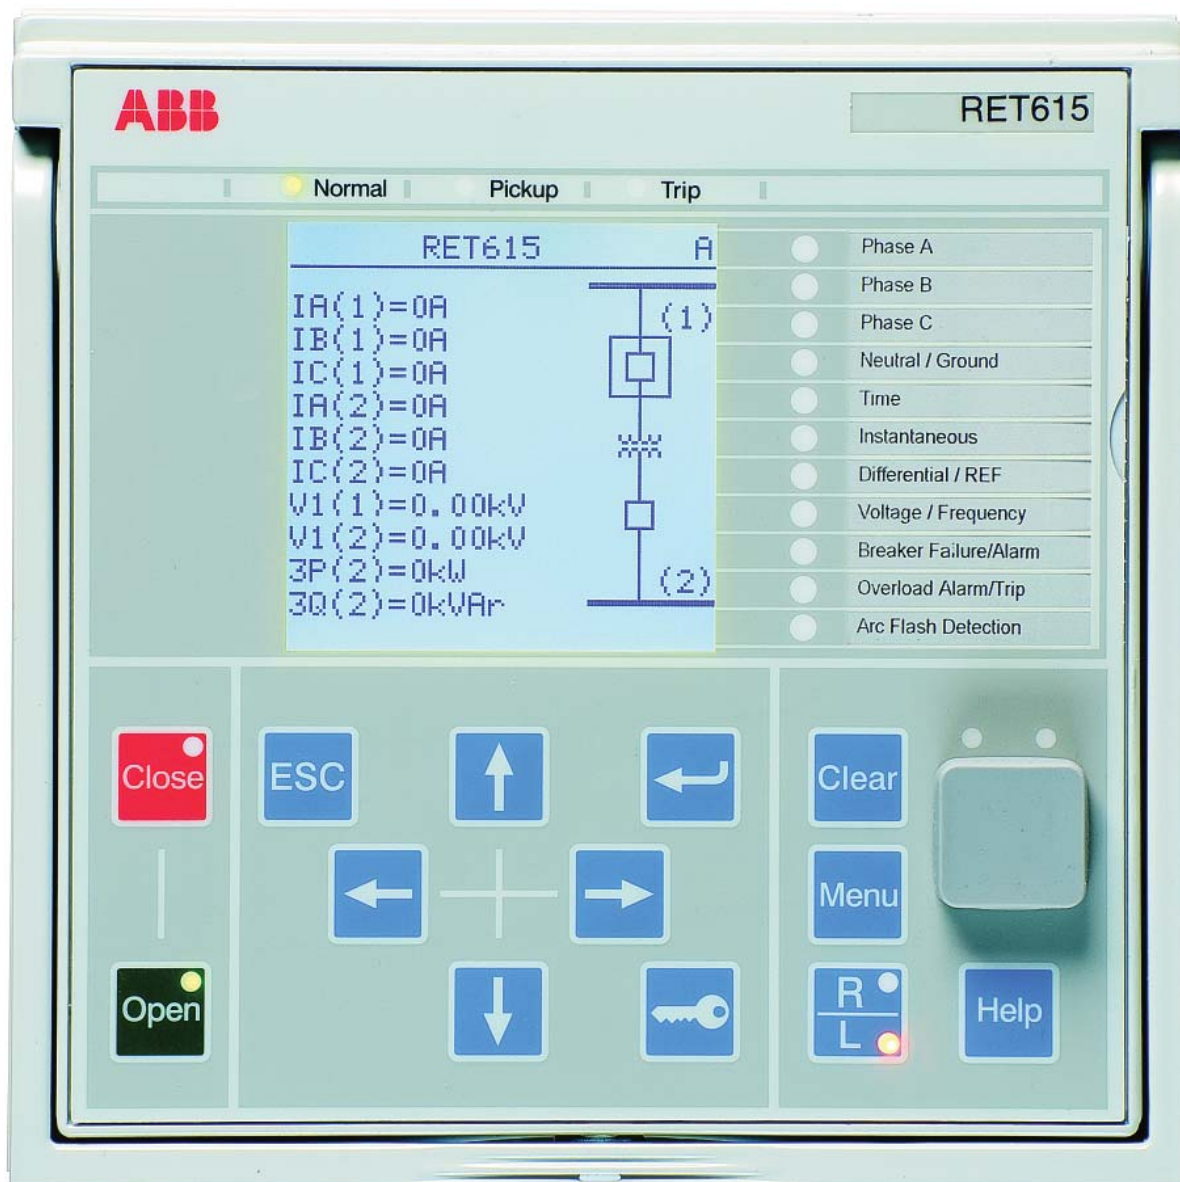 ABB
RET615
Normal Pickup Trip
RET615 A
IA(1)=0A
IB(1)=0A
IC(1)=0A
IA(2)=0A
IB(2)=0A
IC(2)=0A
V1(1)=0.00kV
V1(2)=0.00kV
3P(2)=0kW
3Q(2)=0kVAr
(1)
(2)
Phase A
Phase B
Phase C
Neutral / Ground
Time
Instantaneous
Differential / REF
Voltage / Frequency
Breaker Failure/Alarm
Overload Alarm/Trip
Arc Flash Detection
Close
ESC
Clear
Menu
Open
R
L
Help